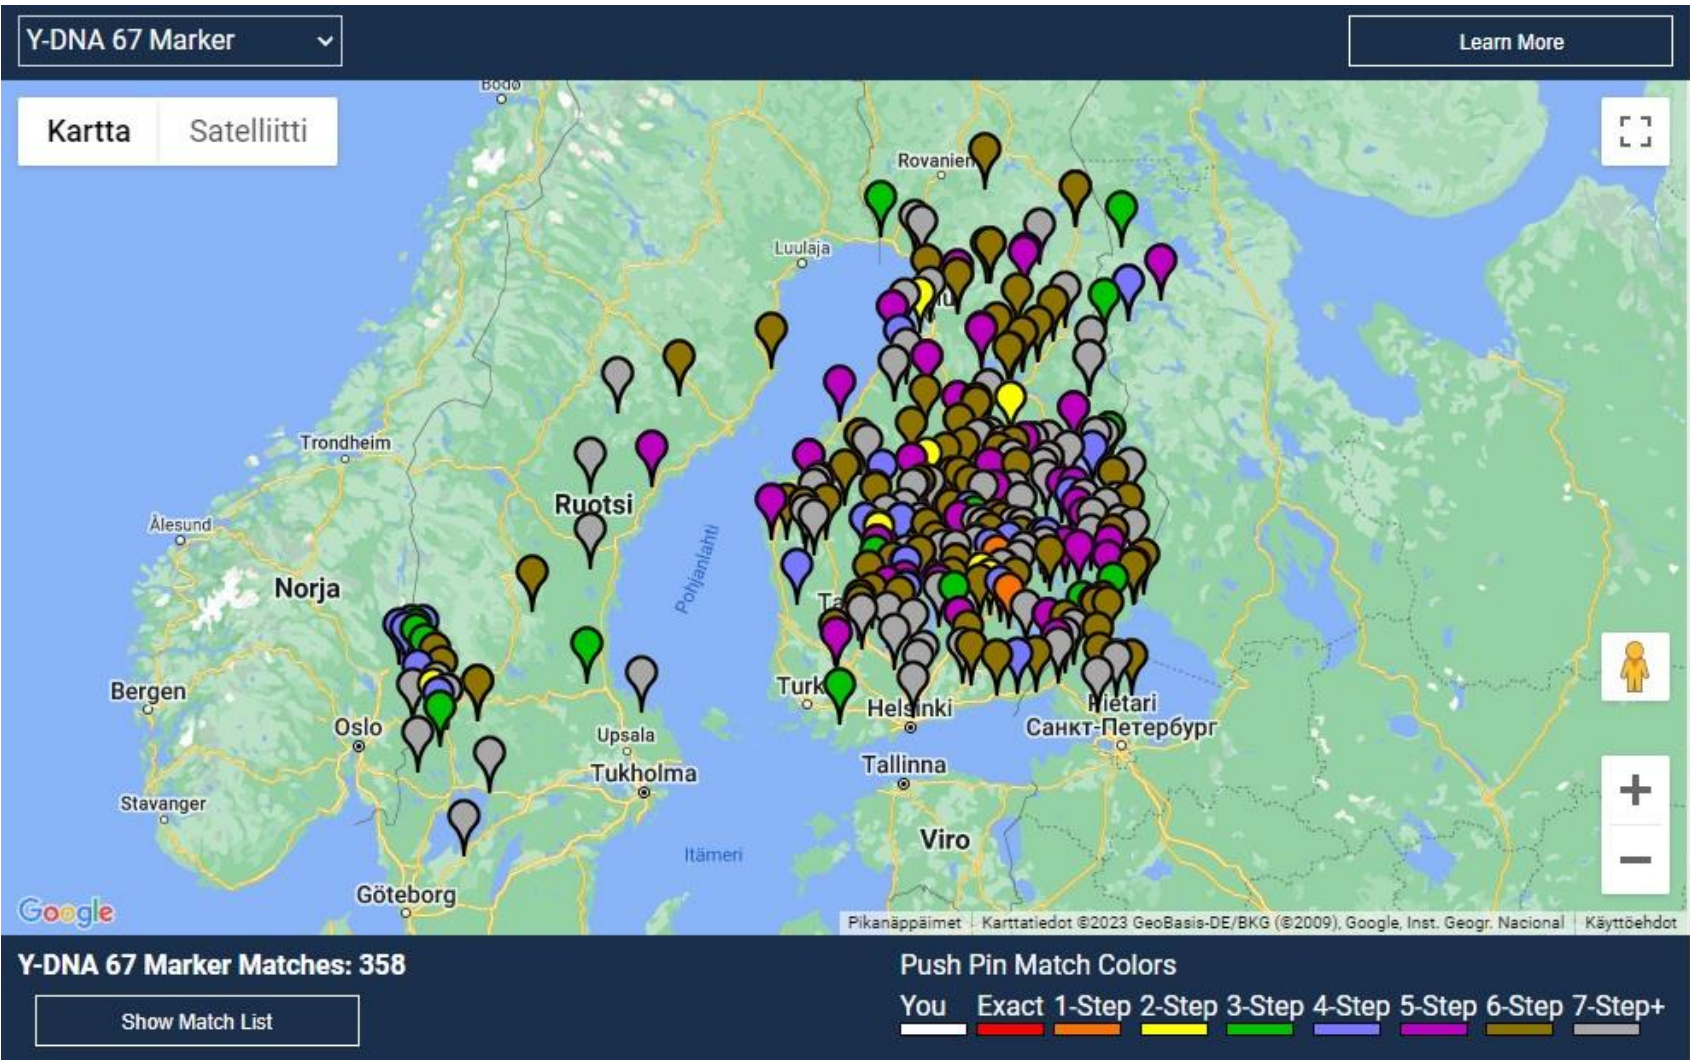 Y-DNA 67 Marker
Learn More
Kartta
Satelliitti
Bodø
Rovanien
Luulaja
Trondheim
Ruotsi
Ålesund
Pohjanlahti
Norja
Bergen
Turk
Helsinki
Pietari
Санкт-Петербург
Oslo
Upsala
Tukholma
Tallinna
Stavanger
Viro
Itämeri
Göteborg
Google
Pikanäppäimet
Karttatiedot ©2023 GeoBasis-DE/BKG (©2009), Google, Inst. Geogr. Nacional
Käyttöehdot
Y-DNA 67 Marker Matches: 358
Show Match List
Push Pin Match Colors
You Exact 1-Step 2-Step 3-Step 4-Step 5-Step 6-Step 7-Step+